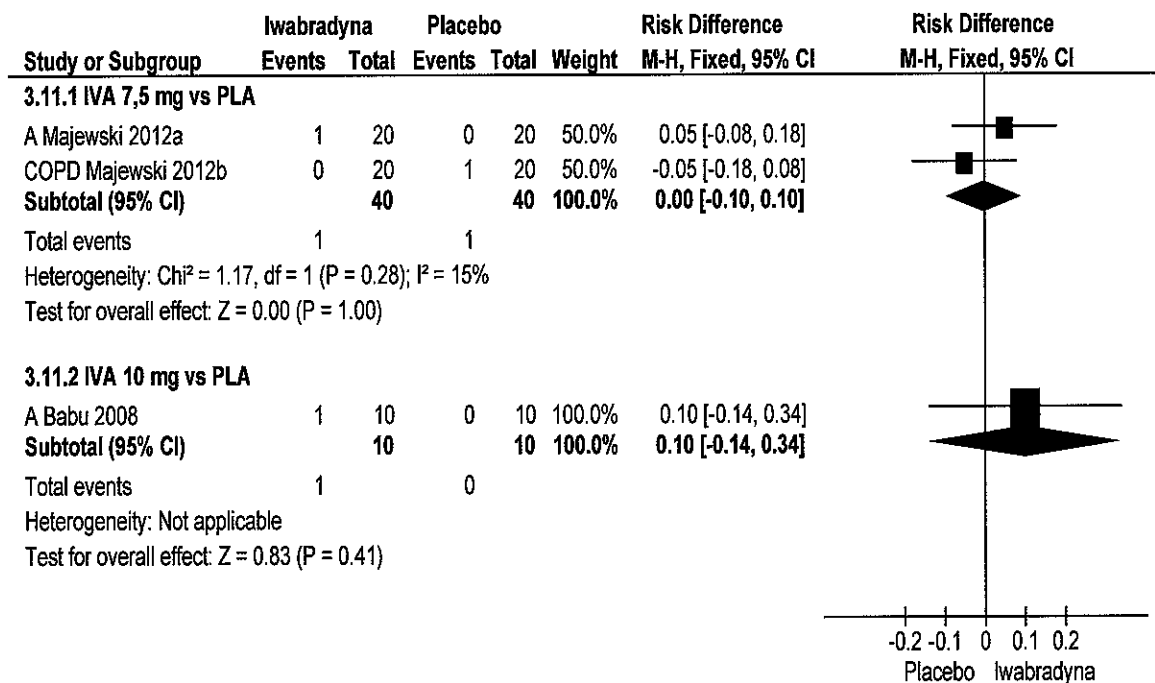 Iwabradyna Placebo Risk Difference Risk Difference
Study or Subgroup Events Total Events Total Weight M-H, Fixed, 95% CI M-H, Fixed, 95% CI
3.11.1 IVA 7,5 mg vs PLA
A Majewski 2012a 1 20 0 20 50.0% 0.05 [-0.08, 0.18]
COPD Majewski 2012b 0 20 1 20 50.0% -0.05 [-0.18, 0.08]
Subtotal (95% CI) 40 40 100.0% 0.00 [-0.10, 0.10]
Total events 1 1
Heterogeneity: Chi² = 1.17, df = 1 (P = 0.28); I² = 15%
Test for overall effect: Z = 0.00 (P = 1.00)
3.11.2 IVA 10 mg vs PLA
A Babu 2008 1 10 0 10 100.0% 0.10 [-0.14, 0.34]
Subtotal (95% CI) 10 10 100.0% 0.10 [-0.14, 0.34]
Total events 1 0
Heterogeneity: Not applicable
Test for overall effect: Z = 0.83 (P = 0.41)
-0.2 -0.1 0 0.1 0.2
Placebo Iwabradyna